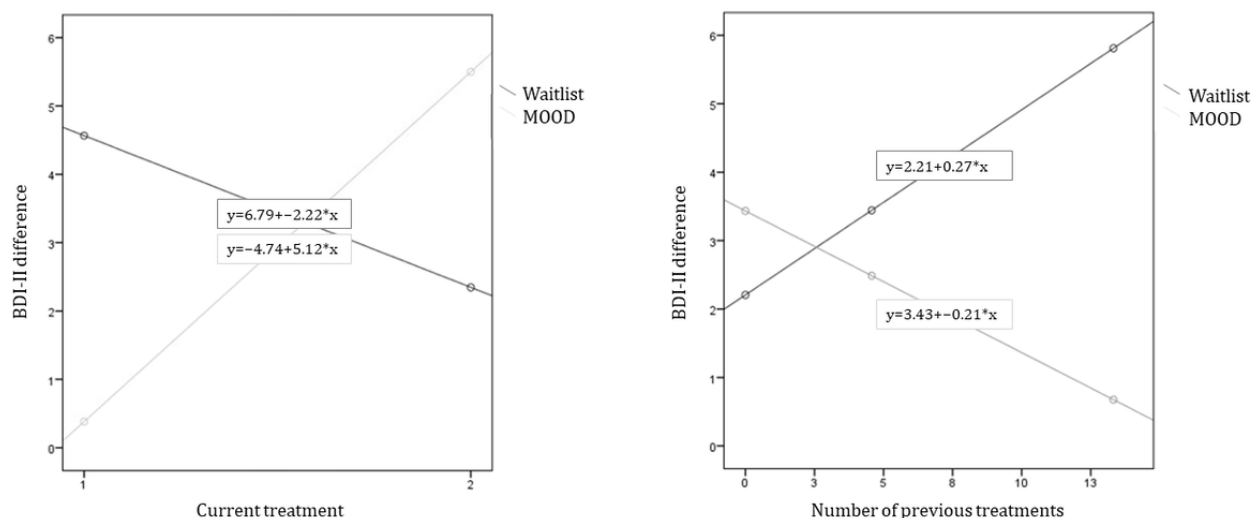 BDI-II difference
6
5
4
3
2
1
0
y=6.79+−2.22*x
y=−4.74+5.12*x
1
2
Current treatment
Waitlist
MOOD
BDI-II difference
6
5
4
3
2
1
0
y=2.21+0.27*x
y=3.43+−0.21*x
0
3
5
8
10
13
Number of previous treatments
Waitlist
MOOD